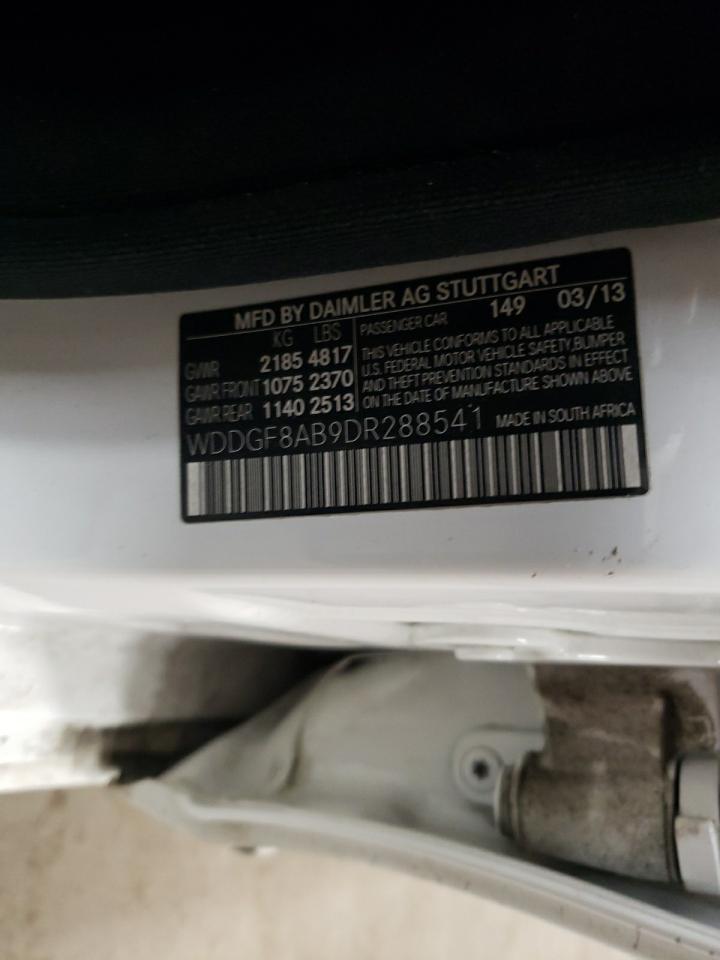 MFD BY DAIMLER AG STUTTGART
KG LBS
GVWR 2185 4817
GAWR FRONT 1075 2370
GAWR REAR 1140 2513
PASSENGER CAR 149 03/13
THIS VEHICLE CONFORMS TO ALL APPLICABLE
U.S. FEDERAL MOTOR VEHICLE SAFETY, BUMPER
AND THEFT PREVENTION STANDARDS IN EFFECT
ON THE DATE OF MANUFACTURE SHOWN ABOVE
WDDGF8AB9DR288541 MADE IN SOUTH AFRICA